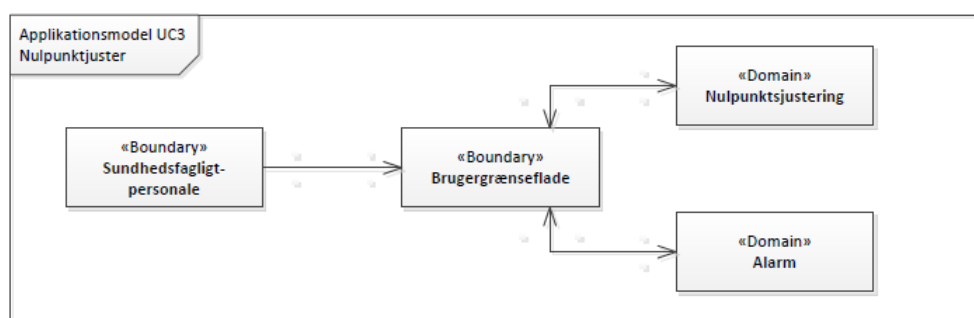 Applikationsmodel UC3
Nulpunktjuster
«Boundary»
Sundhedsfagligt-
personale
«Boundary»
Brugergrænseflade
«Domain»
Nulpunktsjustering
«Domain»
Alarm